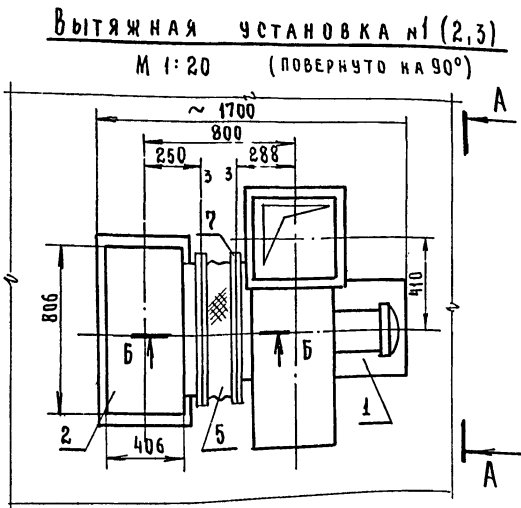 ВЫТЯЖНАЯ УСТАНОВКА №1 (2,3)
М 1:20 (ПОВЕРНУТО НА 90°)
А
~ 1700
800
250 3 3 288
7
806
410
Б Б
2 5 1
406
А